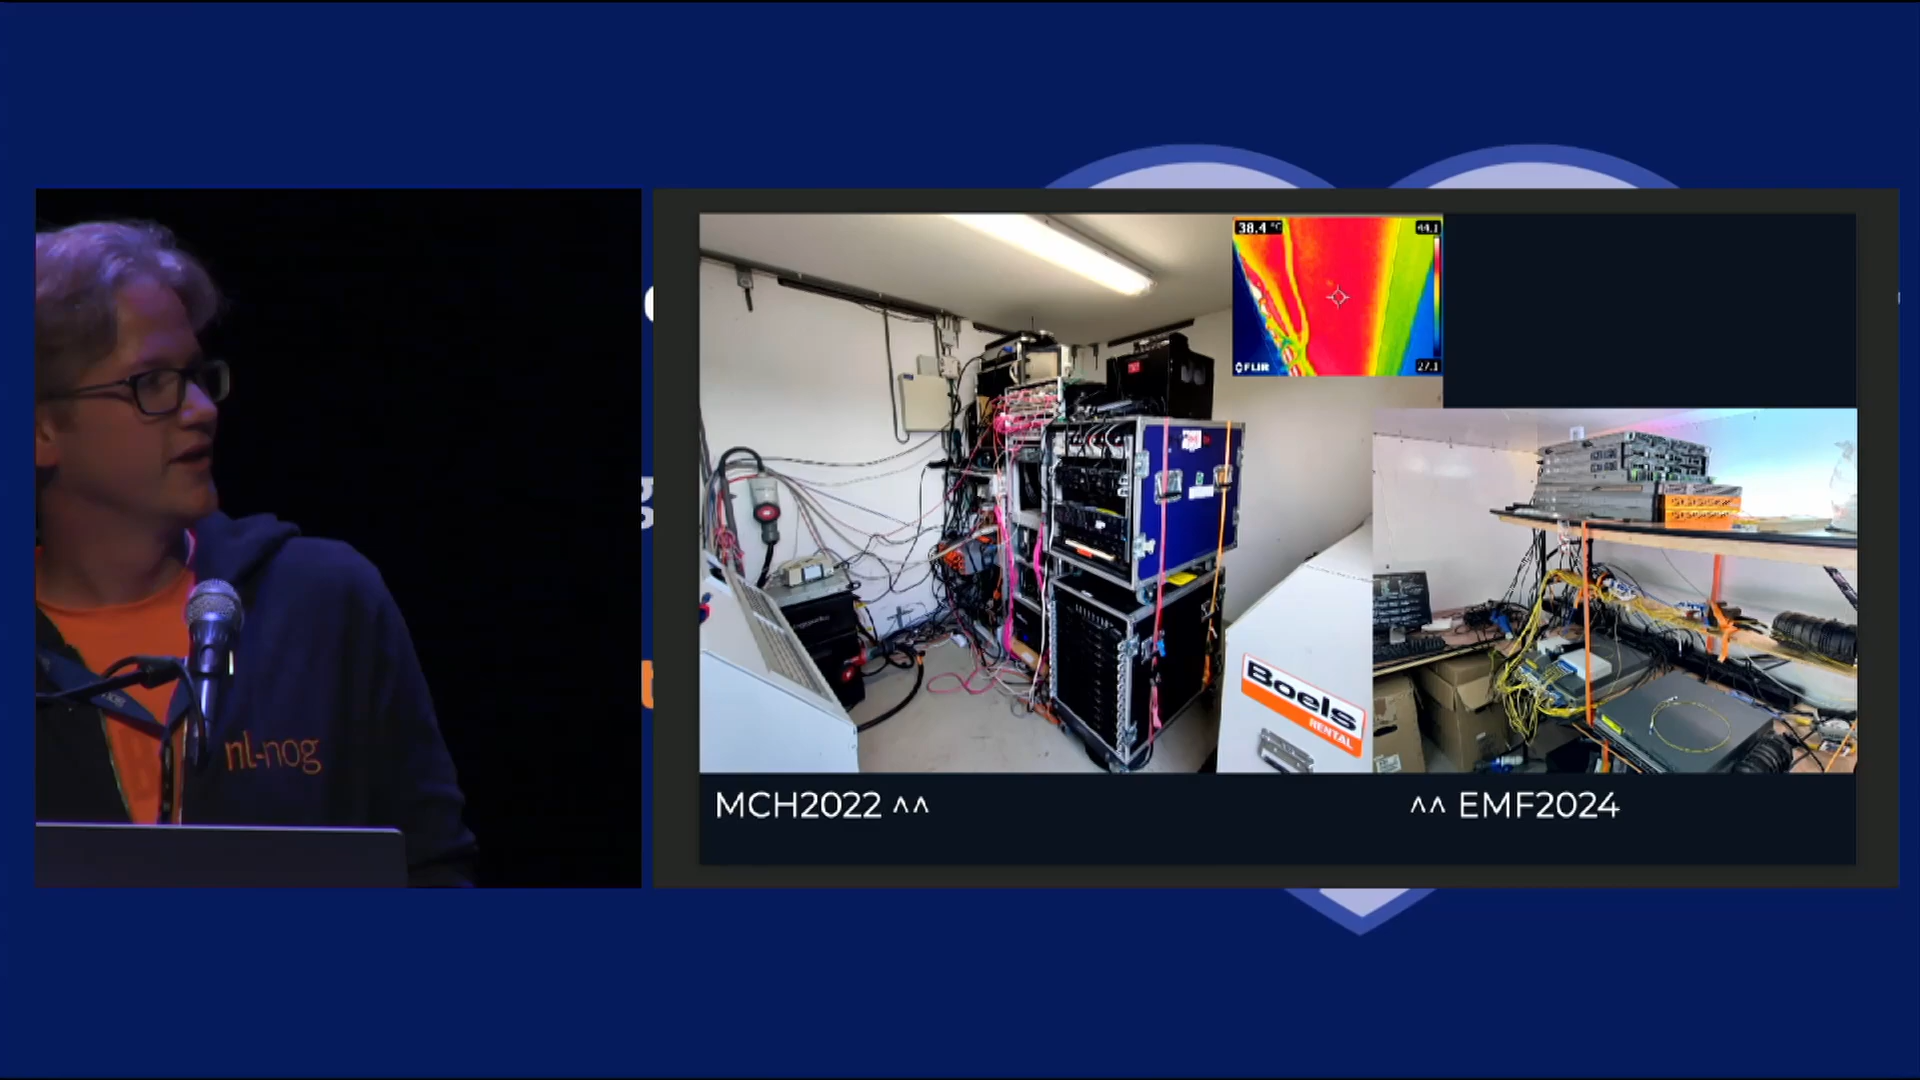 38.4 °C
44.1
FLIR
27.1
Boels
RENTAL
nl-nog
MCH2022 ^^
^^ EMF2024